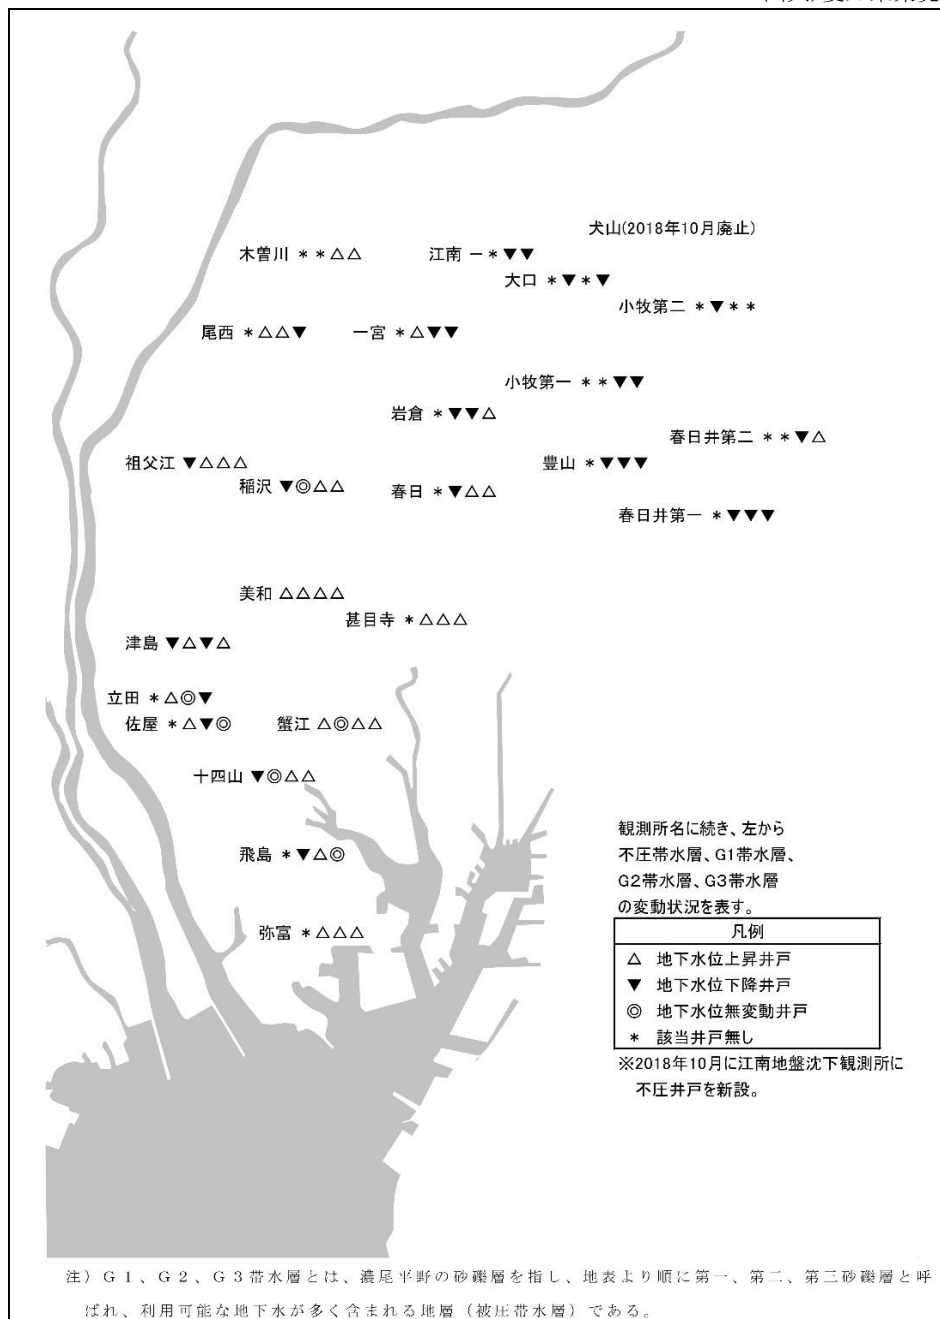 犬山(2018年10月廃止)
木曽川 * * △ △
江南 － * ▼ ▼
大口 * ▼ * ▼
小牧第二 * ▼ * *
尾西 * △ △ ▼
一宮 * △ ▼ ▼
小牧第一 * * ▼ ▼
岩倉 * ▼ ▼ △
春日井第二 * * ▼ △
祖父江 ▼ △ △ △
豊山 * ▼ ▼ ▼
稲沢 ▼ ◎ △ △
春日 * ▼ △ △
春日井第一 * ▼ ▼ ▼
美和 △ △ △ △
甚目寺 * △ △ △
津島 ▼ △ ▼ △
立田 * △ ◎ ▼
佐屋 * △ ▼ ◎
蟹江 △ ◎ △ △
十四山 ▼ ◎ △ △
飛島 * ▼ △ ◎
弥富 * △ △ △
観測所名に続き、左から
不圧帯水層、G1帯水層、
G2帯水層、G3帯水層
の変動状況を表す。
凡例
△ 地下水位上昇井戸
▼ 地下水位下降井戸
◎ 地下水位無変動井戸
* 該当井戸無し
※2018年10月に江南地盤沈下観測所に
不圧井戸を新設。
注）Ｇ１、Ｇ２、Ｇ３帯水層とは、濃尾平野の砂礫層を指し、地表より順に第一、第二、第三砂礫層と呼
ばれ、利用可能な地下水が多く含まれる地層（被圧帯水層）である。